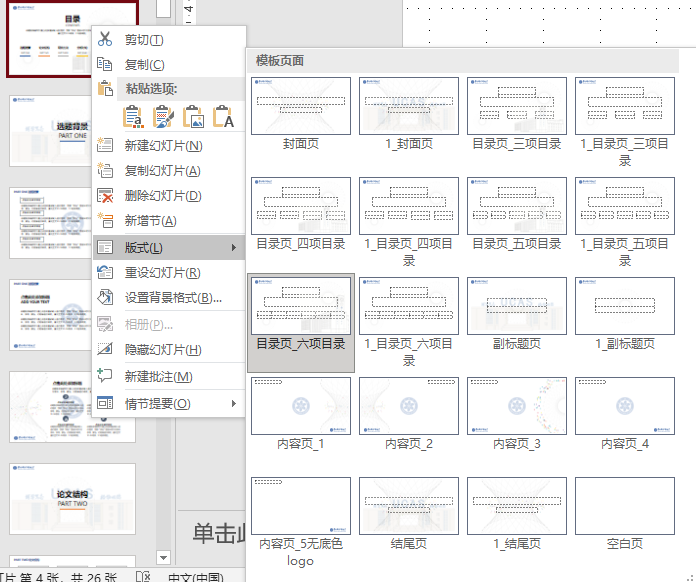 目录
选题背景
PART ONE
论文结构
PART TWO
剪切(T)
复制(C)
粘贴选项:
新建幻灯片(N)
复制幻灯片(A)
删除幻灯片(D)
新增节(A)
版式(L)
重设幻灯片(R)
设置背景格式(B)...
相册(P)...
隐藏幻灯片(H)
新建批注(M)
情节提要(O)
模板页面
封面页
1_封面页
目录页_三项目录
1_目录页_三项目
录
目录页_四项目录
1_目录页_四项目
录
目录页_五项目录
1_目录页_五项目
录
目录页_六项目录
1_目录页_六项目
录
副标题页
1_副标题页
内容页_1
内容页_2
内容页_3
内容页_4
内容页_5无底色
logo
结尾页
1_结尾页
空白页
4
单击此
片 第 4 张，共 26 张
中文(中国)